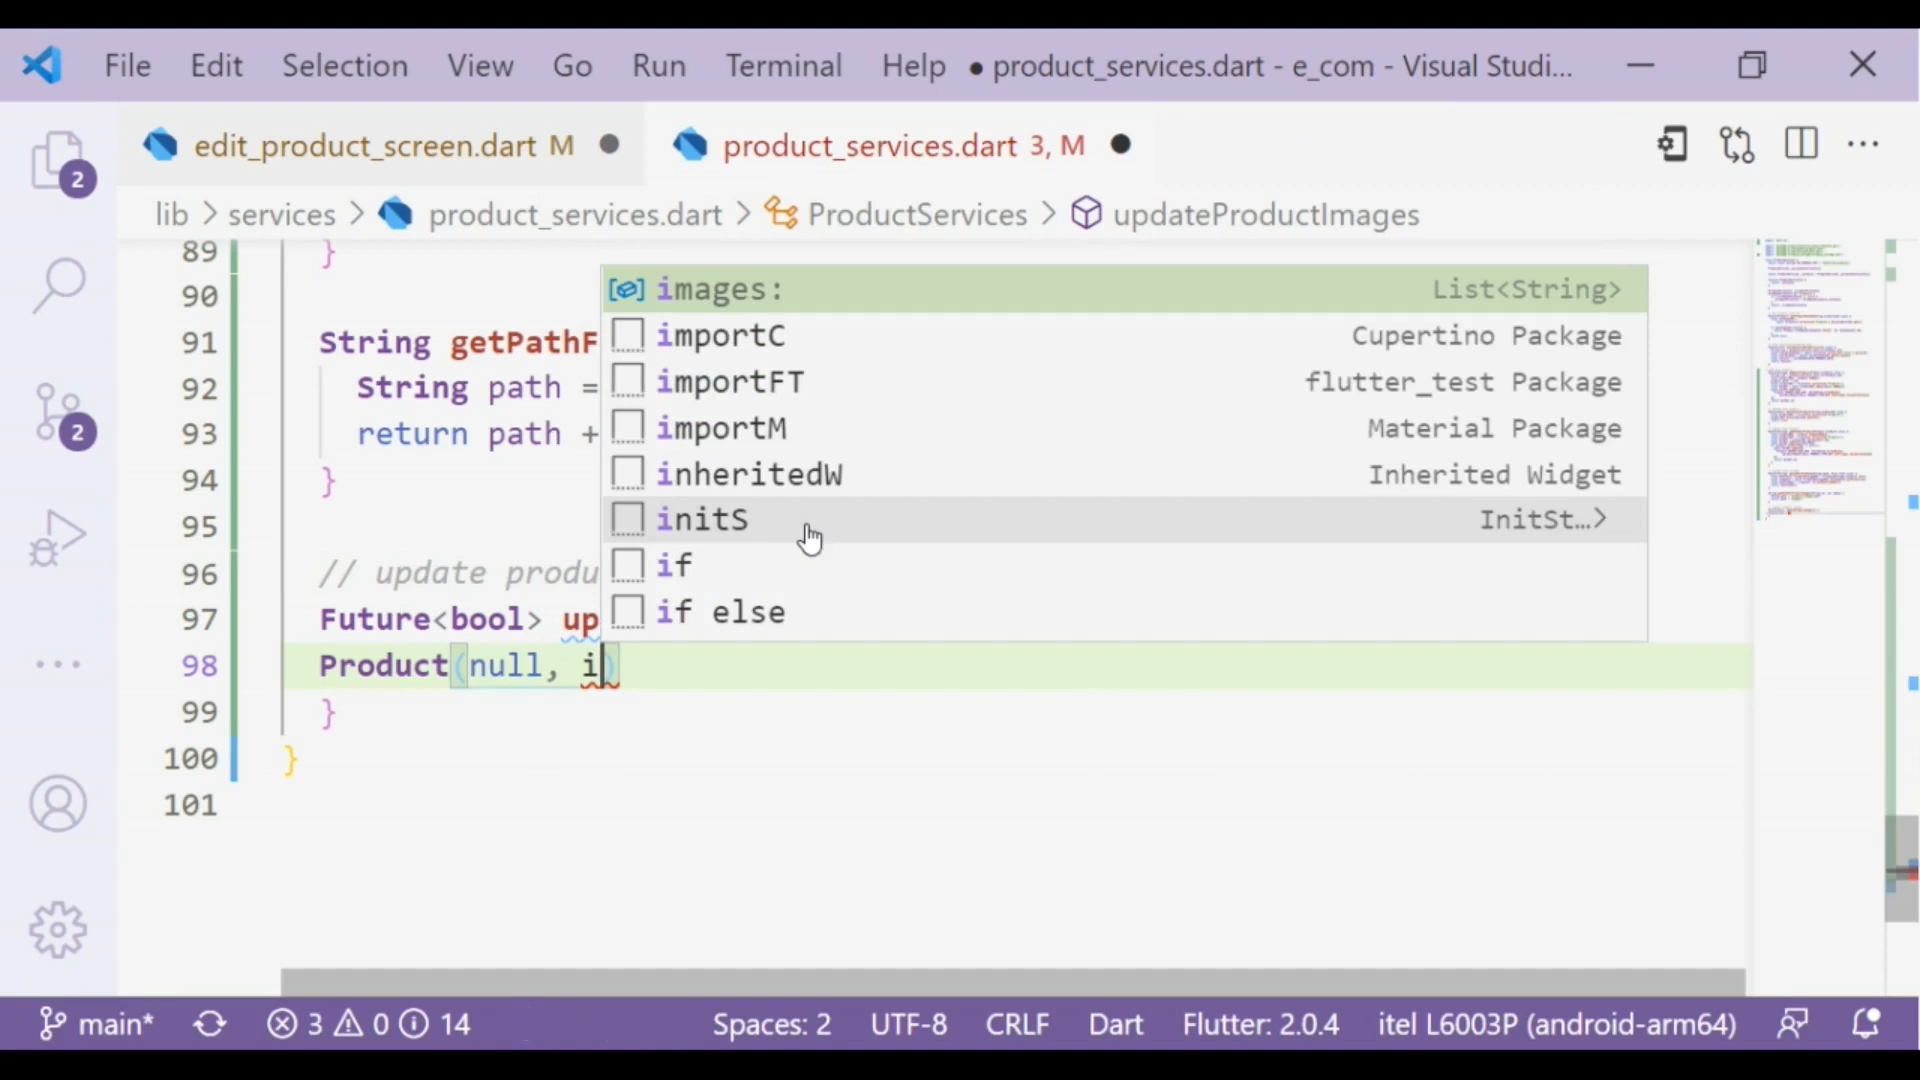 File Edit Selection View Go Run Terminal Help ● product_services.dart - e_com - Visual Studi...
edit_product_screen.dart M ● product_services.dart 3, M ●
lib > services > product_services.dart > ProductServices > updateProductImages
2
2
89 }
90
91 String getPathF
92 String path =
93 return path +
94 }
95
96 // update produ
97 Future<bool> up
98 Product(null, i)
99 }
100 }
101
images: List<String>
importC Cupertino Package
importFT flutter_test Package
importM Material Package
inheritedW Inherited Widget
initS InitSt...>
if
if else
main* 3 0 14 Spaces: 2 UTF-8 CRLF Dart Flutter: 2.0.4 itel L6003P (android-arm64)